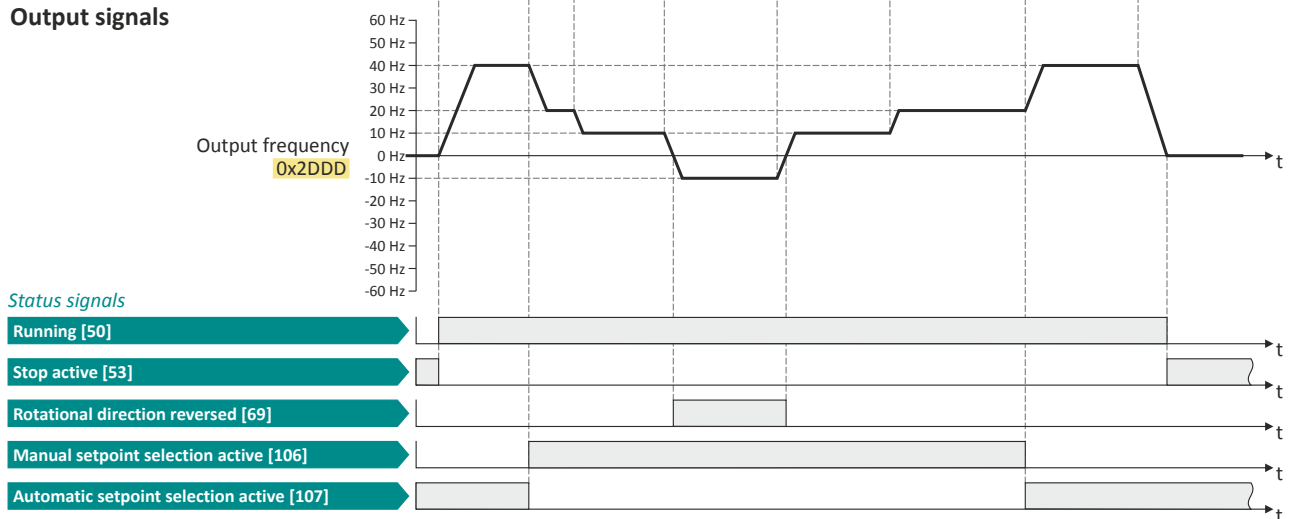 Output signals
60 Hz
50 Hz
40 Hz
30 Hz
20 Hz
10 Hz
0 Hz
-10 Hz
-20 Hz
-30 Hz
-40 Hz
-50 Hz
-60 Hz
Output frequency
0x2DDD
t
Status signals
Running [50]
t
Stop active [53]
t
Rotational direction reversed [69]
t
Manual setpoint selection active [106]
t
Automatic setpoint selection active [107]
t